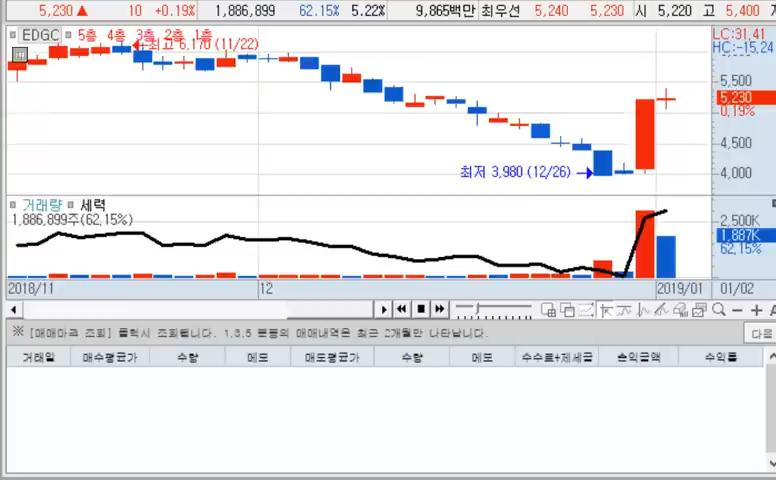 5,230 ▲ 10 +0.19% 1,886,899 62.15% 5.22% 9,865백만 최우선 5,240 5,230 시 5,220 고 5,400
EDGC 5층 4층 3층 2층 1층
LC:31,41
HC:-15,24
최고 6,170 (11/22)
5,500
5,230
0,19%
4,500
최저 3,980 (12/26)
4,000
거래량 세력
1,886,899주(62,15%)
2,500K
1,887K
62,15%
2018/11 12 2019/01 01/02
※ [매매마크 조회] 클릭시 조회됩니다. 1.3.5 분봉의 매매내역은 최근 2개월만 나타납니다.
다음
거래일 매수평균가 수량 메모 매도평균가 수량 메모 수수료+제세금 손익금액 수익률